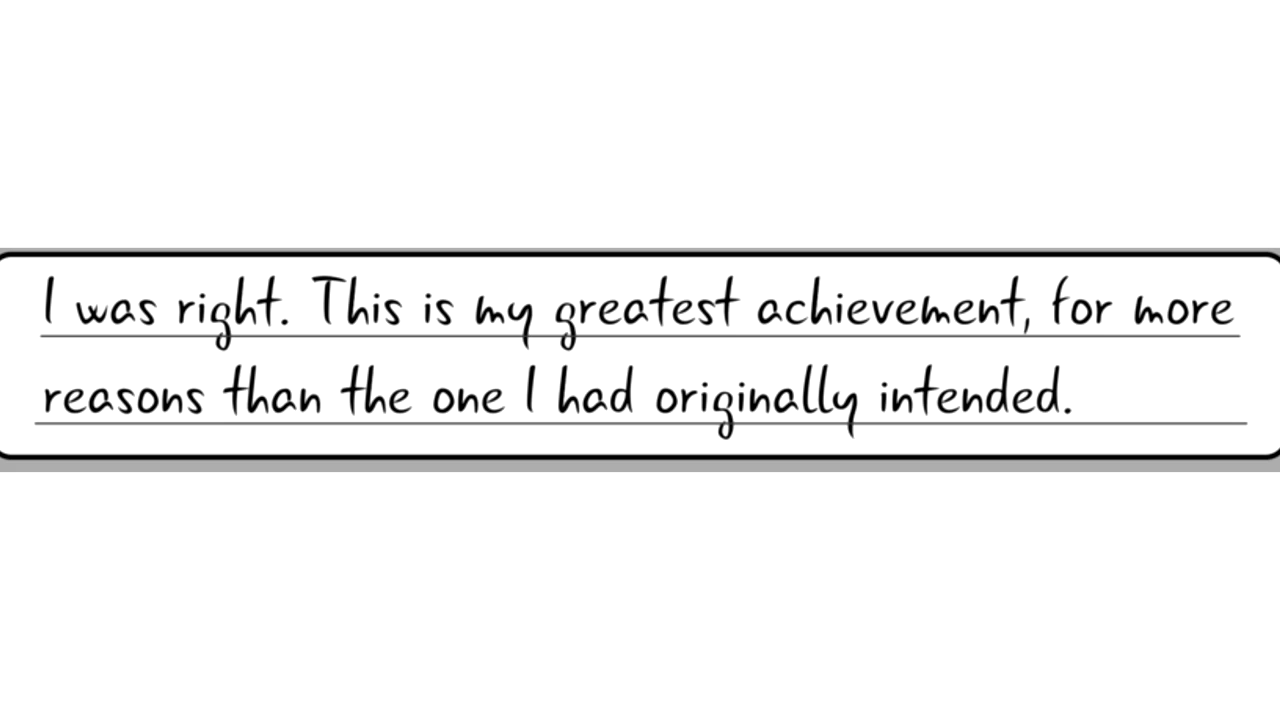 I was right. This is my greatest achievement, for more
reasons than the one I had originally intended.